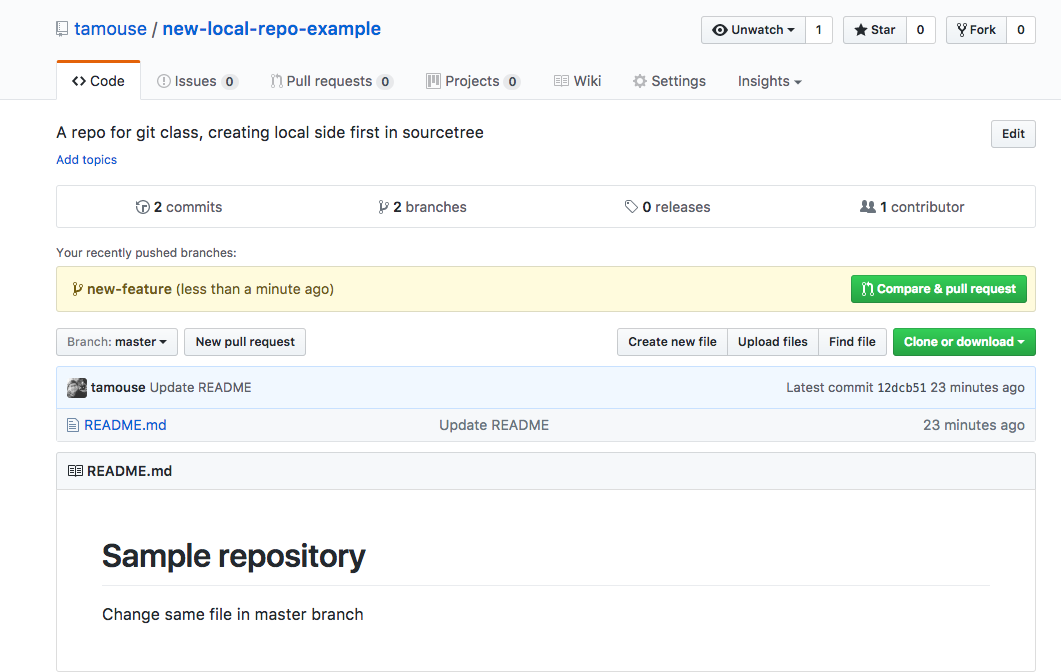 tamouse / new-local-repo-example Unwatch 1 Star 0 Fork 0
Code Issues 0 Pull requests 0 Projects 0 Wiki Settings Insights
A repo for git class, creating local side first in sourcetree Edit
Add topics
2 commits 2 branches 0 releases 1 contributor
Your recently pushed branches:
new-feature (less than a minute ago) Compare & pull request
Branch: master New pull request Create new file Upload files Find file Clone or download
tamouse Update README Latest commit 12dcb51 23 minutes ago
README.md Update README 23 minutes ago
README.md
Sample repository
Change same file in master branch